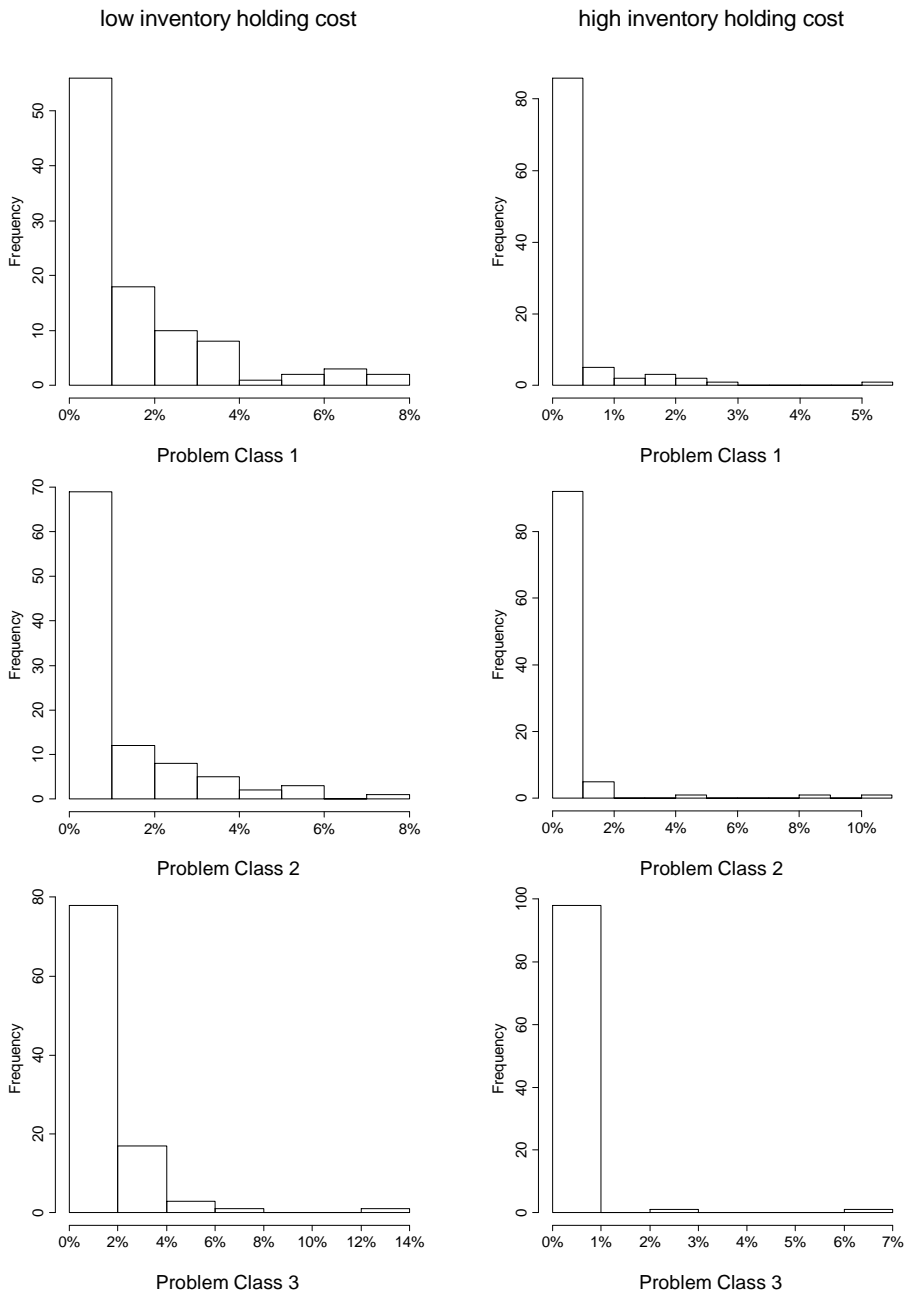 low inventory holding cost
high inventory holding cost
Frequency
0 10 20 30 40 50
0% 2% 4% 6% 8%
Problem Class 1
Frequency
0 20 40 60 80
0% 1% 2% 3% 4% 5%
Problem Class 1
Frequency
0 10 20 30 40 50 60 70
0% 2% 4% 6% 8%
Problem Class 2
Frequency
0 20 40 60 80
0% 2% 4% 6% 8% 10%
Problem Class 2
Frequency
0 20 40 60 80
0% 2% 4% 6% 8% 10% 12% 14%
Problem Class 3
Frequency
0 20 40 60 80 100
0% 1% 2% 3% 4% 5% 6% 7%
Problem Class 3